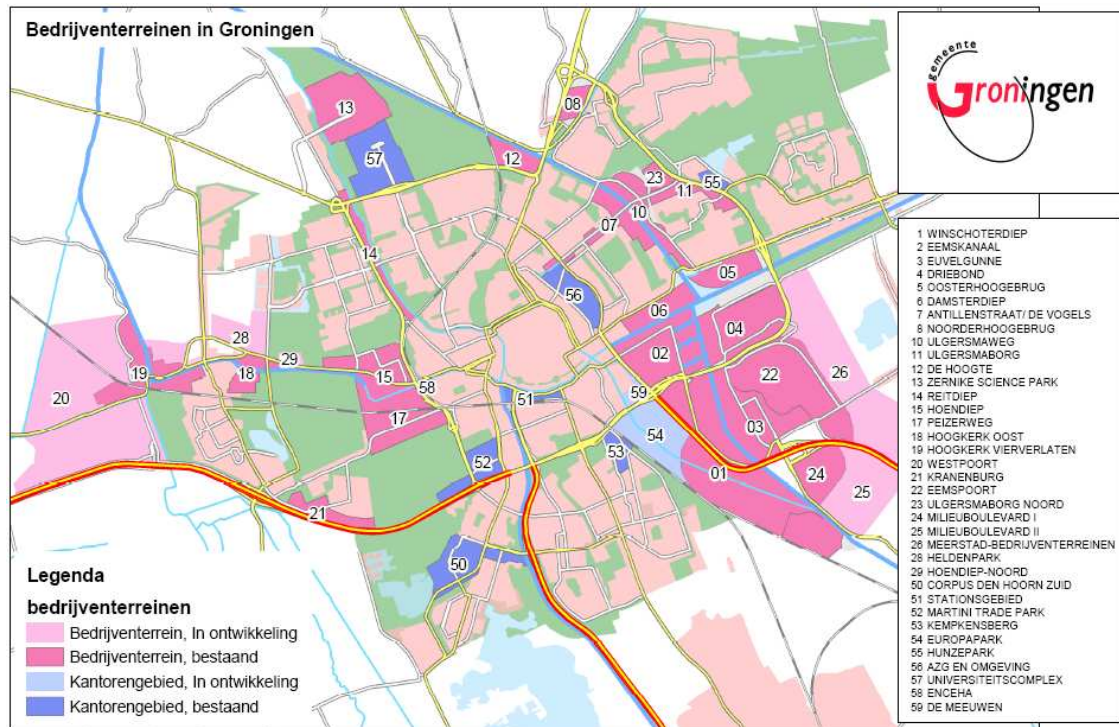 Bedrijventerreinen in Groningen
gemeente
Groningen
13
08
57
12
23
55
11
10
07
14
05
56
06
04
28
02
29
22
26
19
18
15
58
59
20
51
17
03
54
53
52
01
24
25
21
50
1 WINSCHOTERDIEP
2 EEMSKANAAL
3 EUVELGUNNE
4 DRIEBOND
5 OOSTERHOOGEBRUG
6 DAMSTERDIEP
7 ANTILLENSTRAAT/ DE VOGELS
8 NOORDERHOOGEBRUG
10 ULGERSMAWEG
11 ULGERSMABORG
12 DE HOOGTE
13 ZERNIKE SCIENCE PARK
14 REITDIEP
15 HOENDIEP
17 PEIZERWEG
18 HOOGKERK OOST
19 HOOGKERK VIERVERLATEN
20 WESTPOORT
21 KRANENBURG
22 EEMSPOORT
23 ULGERSMABORG NOORD
24 MILIEUBOULEVARD I
25 MILIEUBOULEVARD II
26 MEERSTAD-BEDRIJVENTERREINEN
28 HELDENPARK
29 HOENDIEP-NOORD
50 CORPUS DEN HOORN ZUID
51 STATIONSGEBIED
52 MARTINI TRADE PARK
53 KEMPKENSBERG
54 EUROPAPARK
55 HUNZEPARK
56 AZG EN OMGEVING
57 UNIVERSITEITSCOMPLEX
58 ENCEHA
59 DE MEEUWEN
Legenda
bedrijventerreinen
Bedrijventerrein, In ontwikkeling
Bedrijventerrein, bestaand
Kantorengebied, In ontwikkeling
Kantorengebied, bestaand